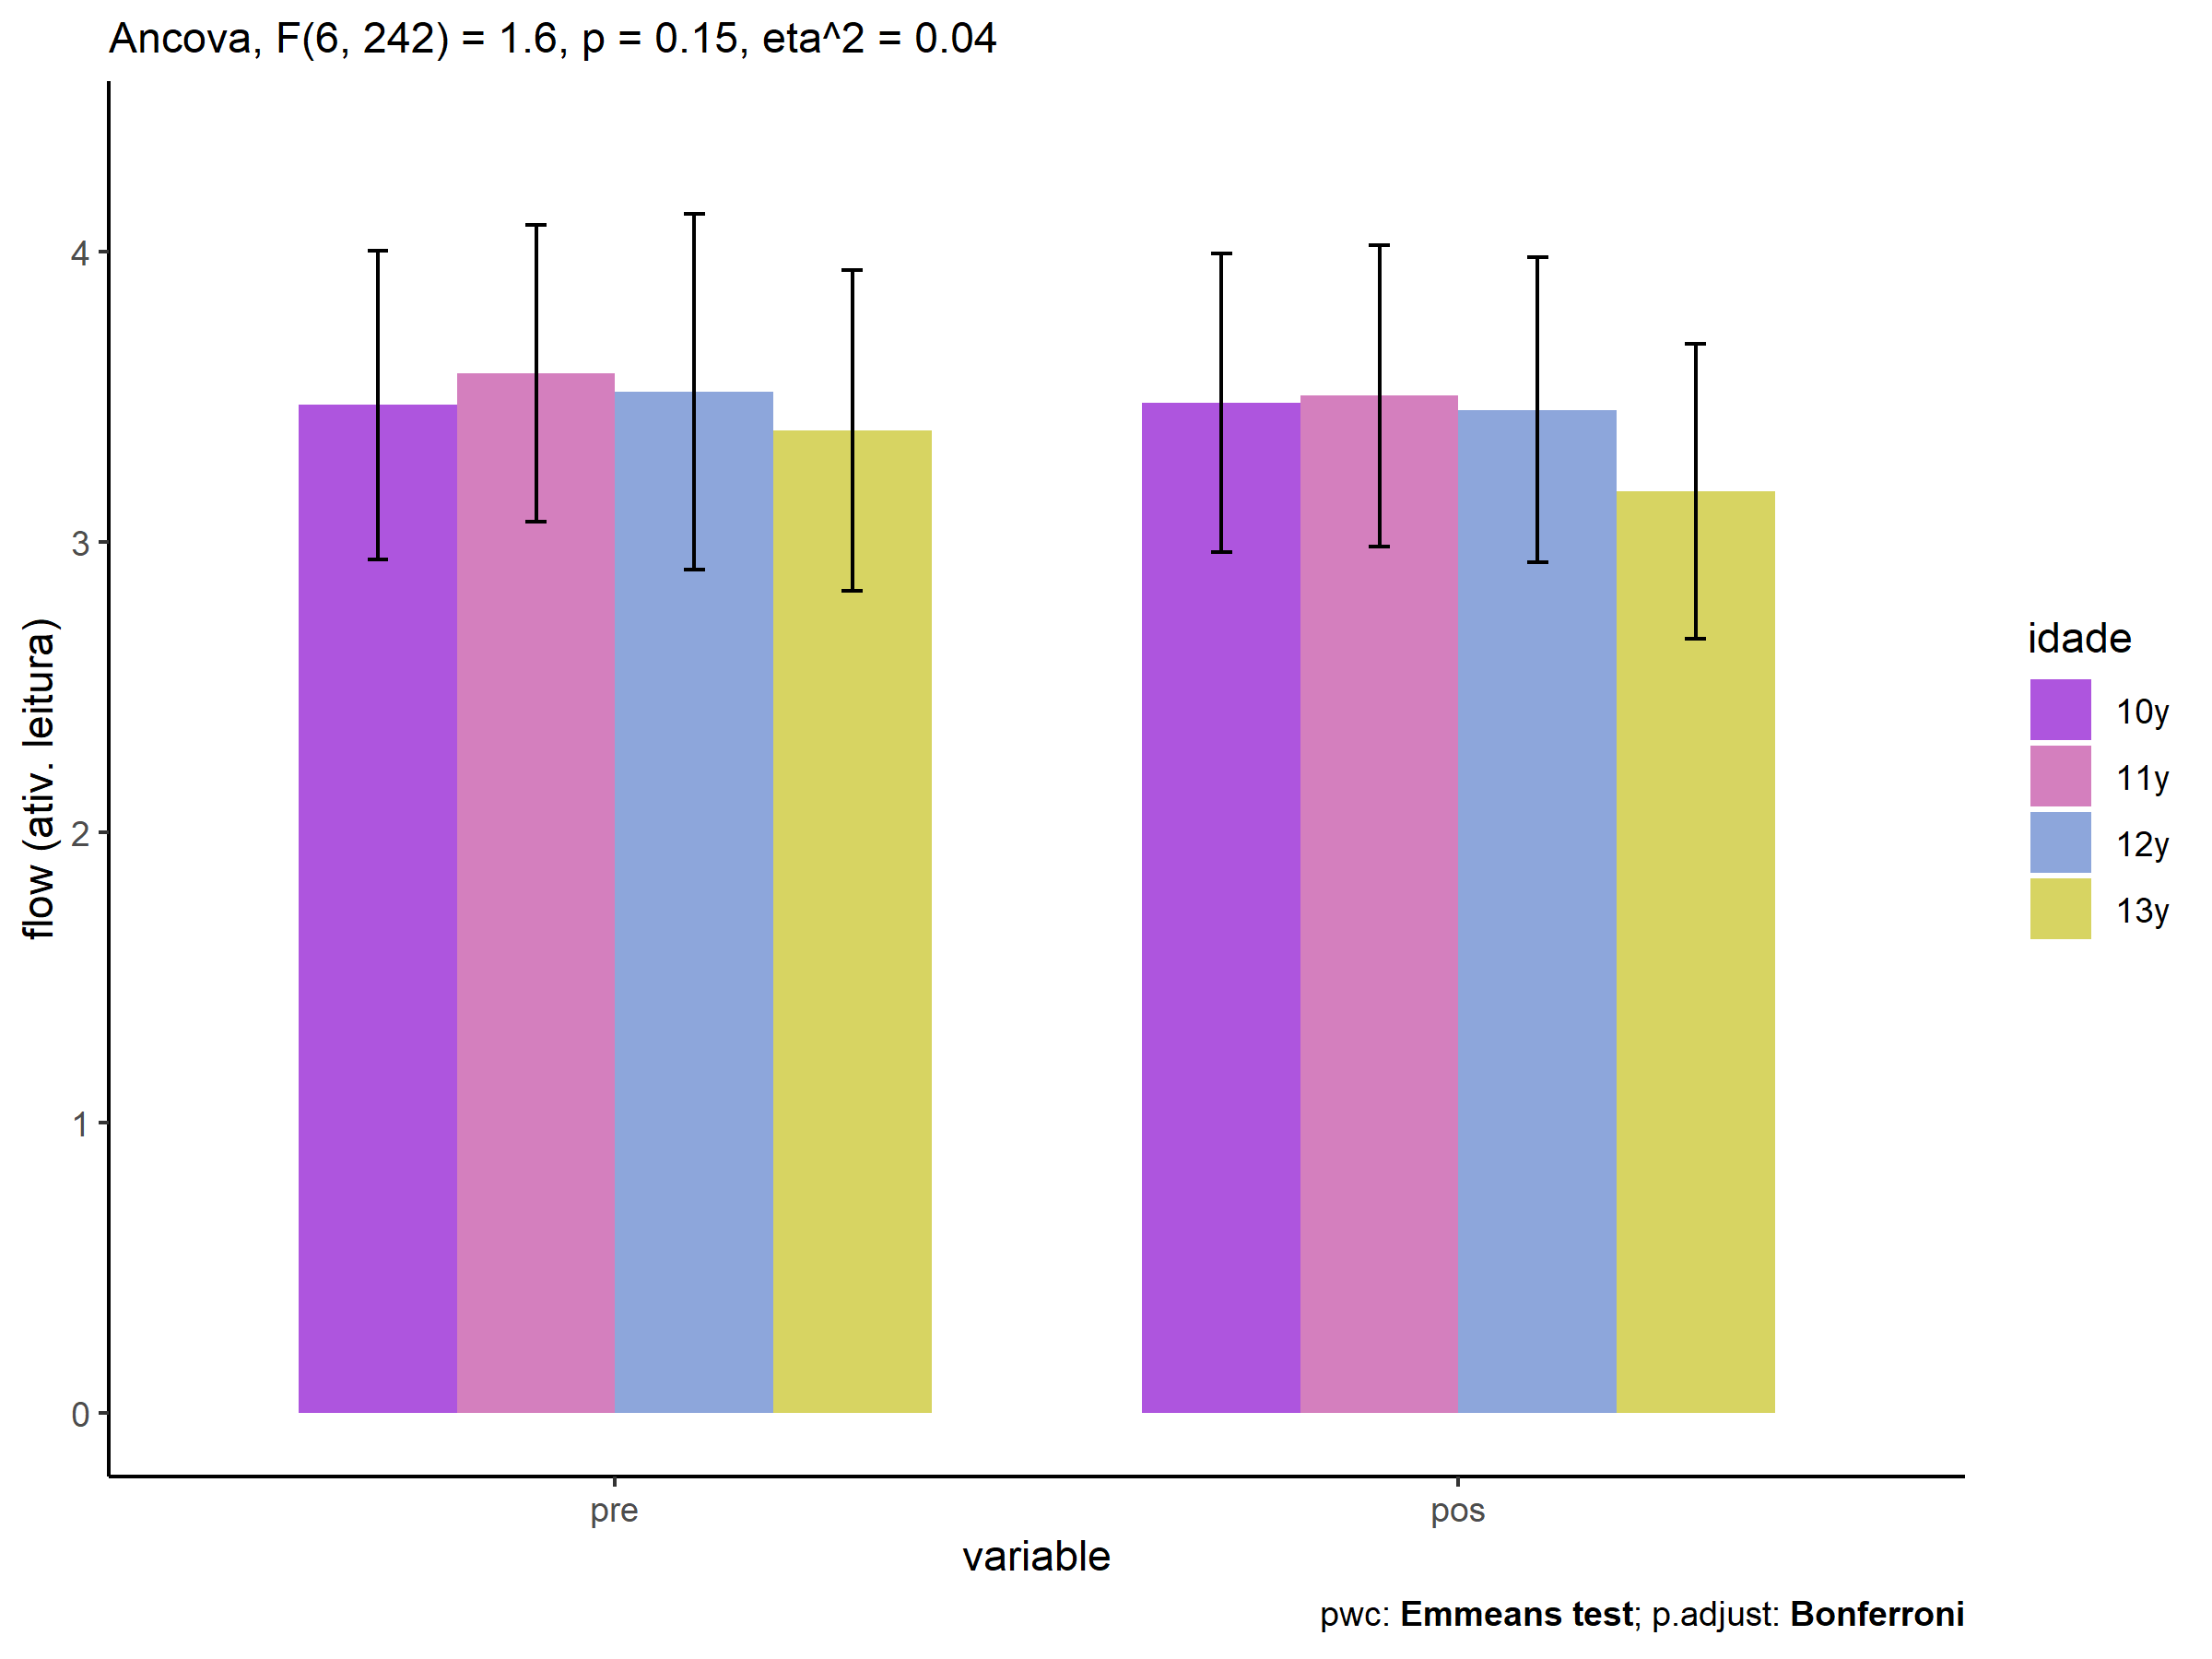 Ancova, F(6, 242) = 1.6, p = 0.15, eta^2 = 0.04
flow (ativ. leitura)
4
3
2
1
0
pre
pos
variable
idade
10y
11y
12y
13y
pwc: Emmeans test; p.adjust: Bonferroni